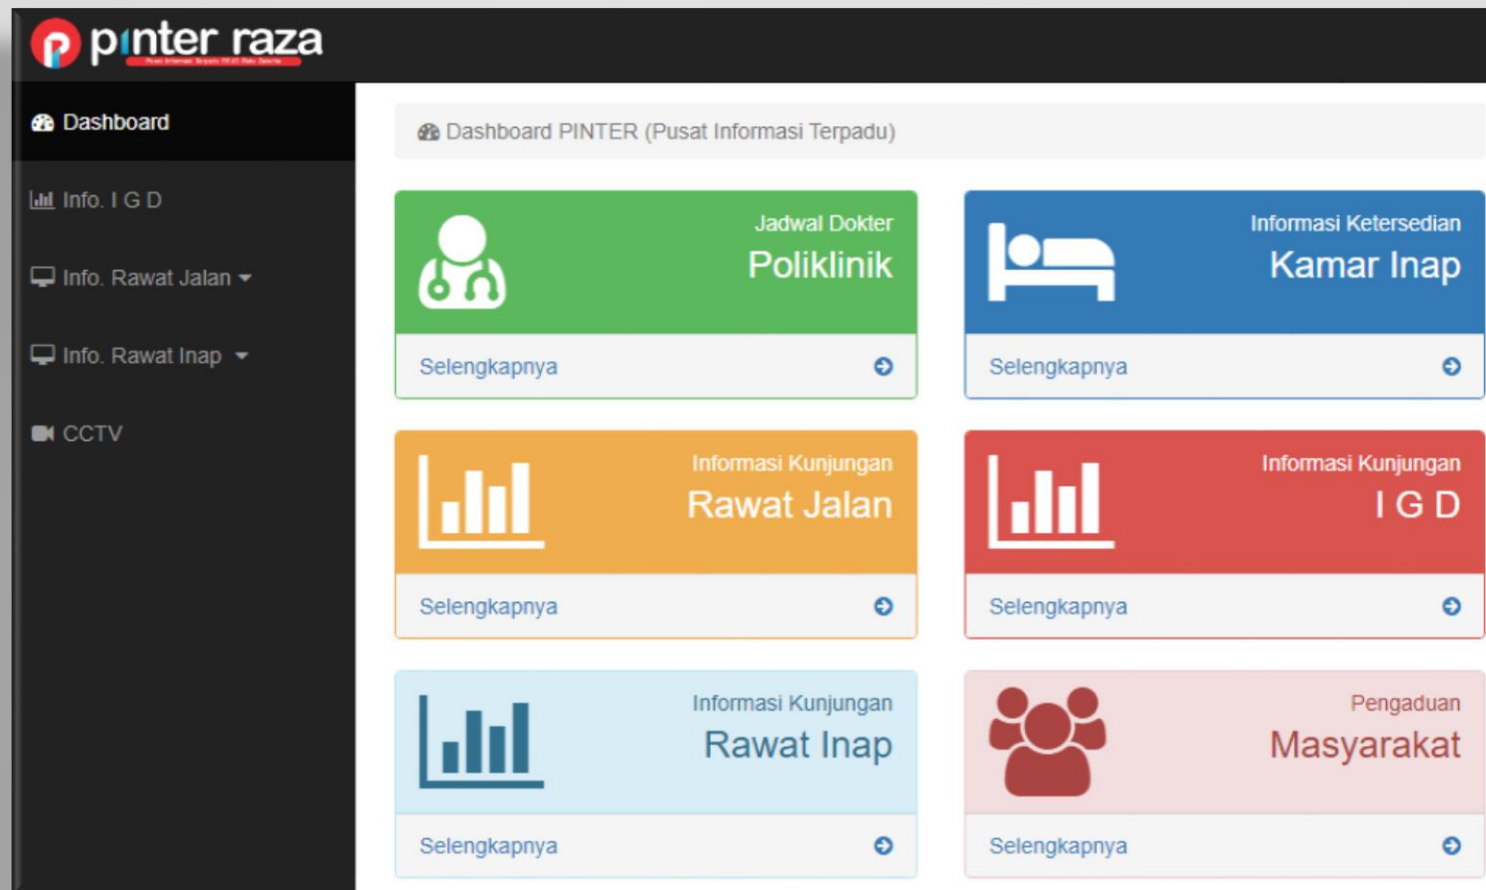 pinter raza
Dashboard
Info. I G D
Info. Rawat Jalan
Info. Rawat Inap
CCTV
Dashboard PINTER (Pusat Informasi Terpadu)
Jadwal Dokter
Poliklinik
Selengkapnya
Informasi Ketersedian
Kamar Inap
Selengkapnya
Informasi Kunjungan
Rawat Jalan
Selengkapnya
Informasi Kunjungan
I G D
Selengkapnya
Informasi Kunjungan
Rawat Inap
Selengkapnya
Pengaduan
Masyarakat
Selengkapnya